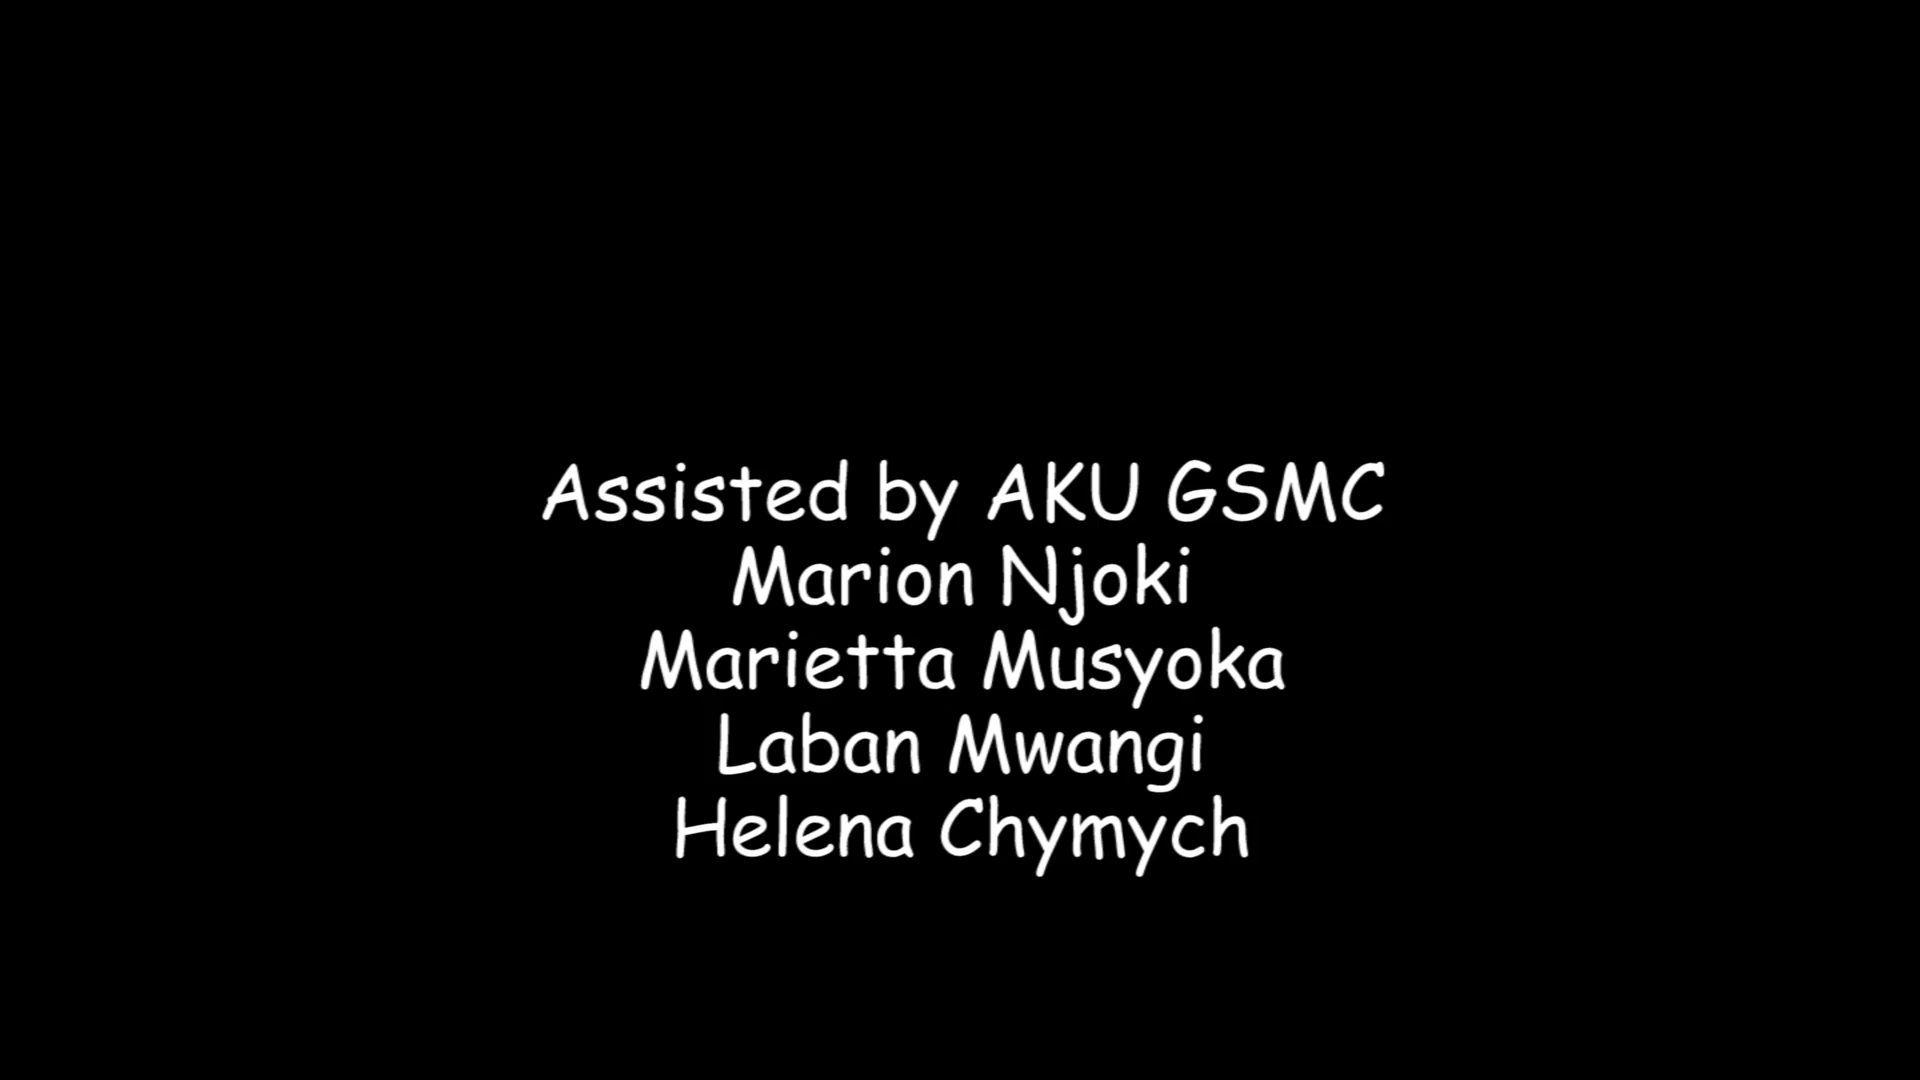 Assisted by AKU GSMC
Marion Njoki
Marietta Musyoka
Laban Mwangi
Helena Chymych